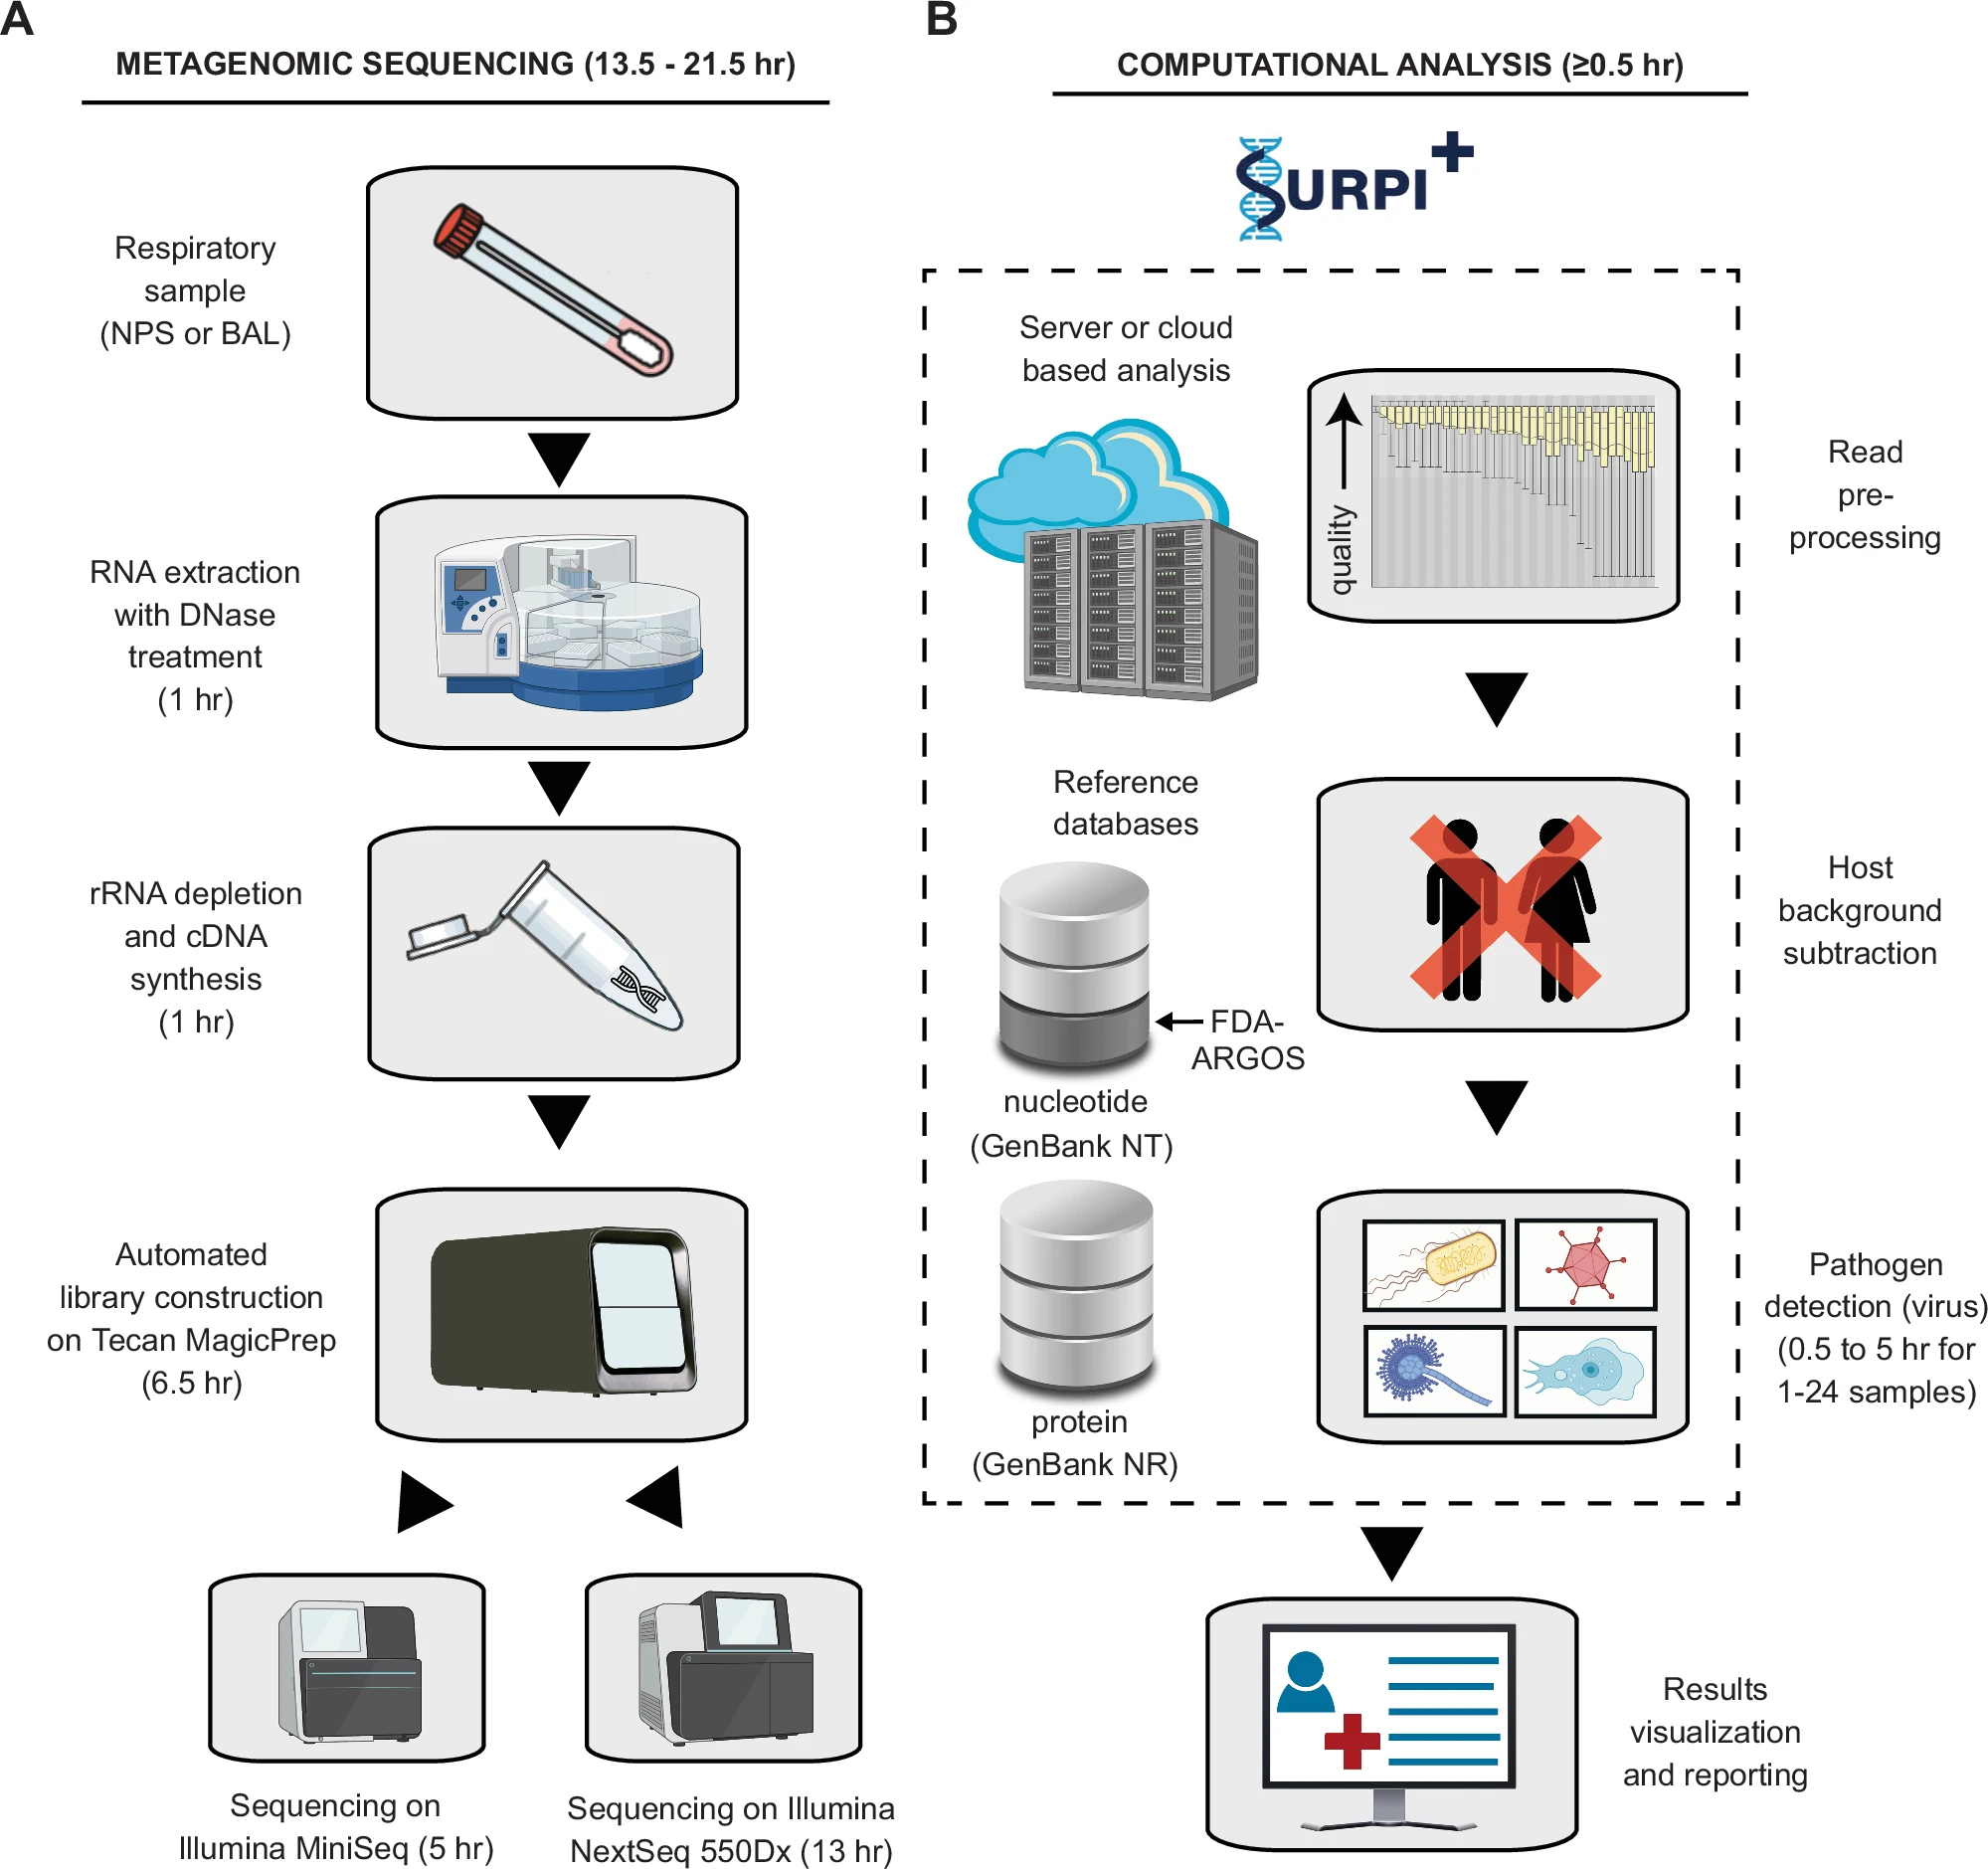 A
METAGENOMIC SEQUENCING (13.5 - 21.5 hr)
Respiratory
sample
(NPS or BAL)
RNA extraction
with DNase
treatment
(1 hr)
rRNA depletion
and cDNA
synthesis
(1 hr)
Automated
library construction
on Tecan MagicPrep
(6.5 hr)
Sequencing on
Illumina MiniSeq (5 hr)
Sequencing on Illumina
NextSeq 550Dx (13 hr)
B
COMPUTATIONAL ANALYSIS (≥0.5 hr)
SURPI+
Server or cloud
based analysis
quality
Read
pre-
processing
Reference
databases
FDA-
ARGOS
nucleotide
(GenBank NT)
protein
(GenBank NR)
Host
background
subtraction
Pathogen
detection (virus)
(0.5 to 5 hr for
1-24 samples)
Results
visualization
and reporting